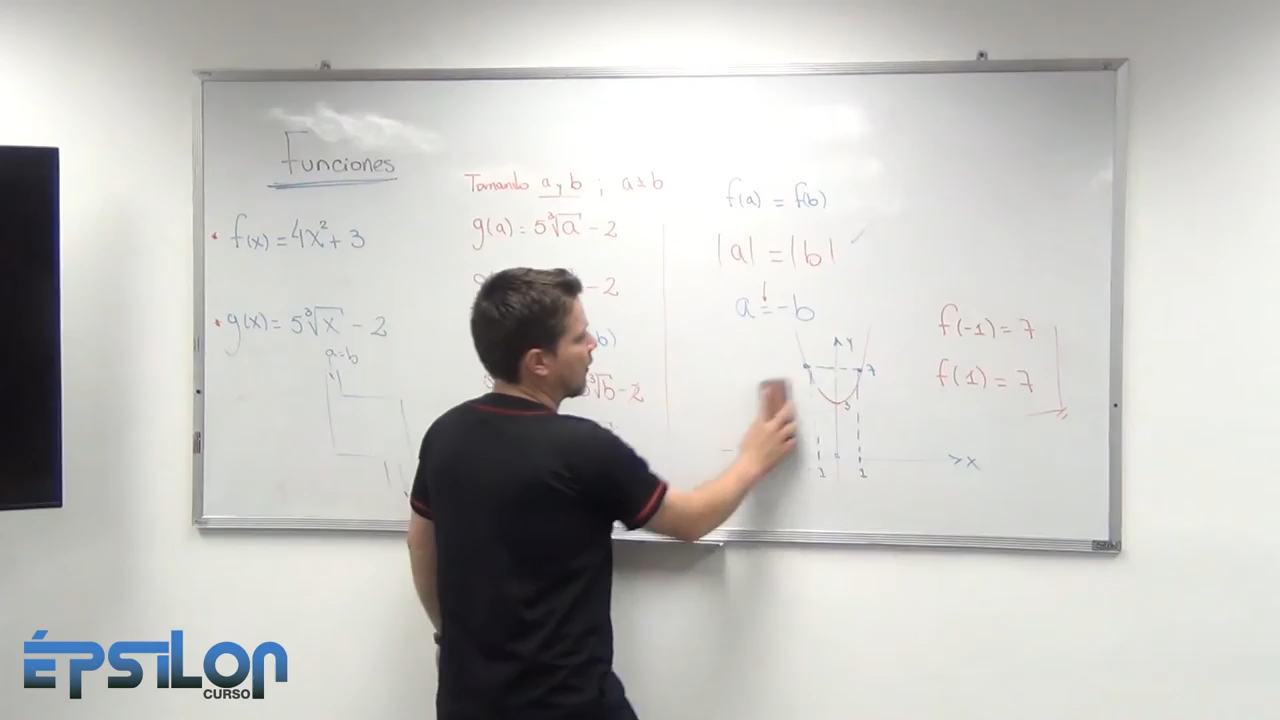 Funciones
f(x) = 4x² + 3
g(x) = 5∛x - 2
a = b
Tomando a y b ; a ≠ b
g(a) = 5∛a - 2
- 2
b)
∛b - 2
f(a) = f(b)
|a| = |b|
a = -b
y
7
3
1 1
x
f(-1) = 7
f(1) = 7
ÉPSILON
CURSO